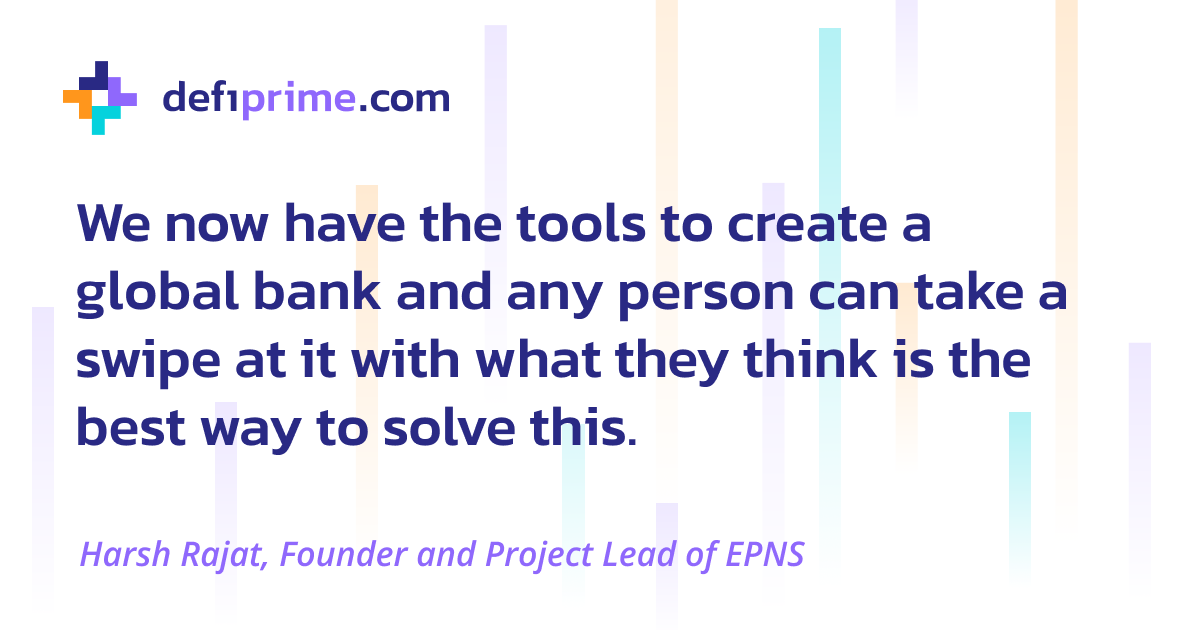 defiprime.com
We now have the tools to create a
global bank and any person can take a
swipe at it with what they think is the
best way to solve this.
Harsh Rajat, Founder and Project Lead of EPNS